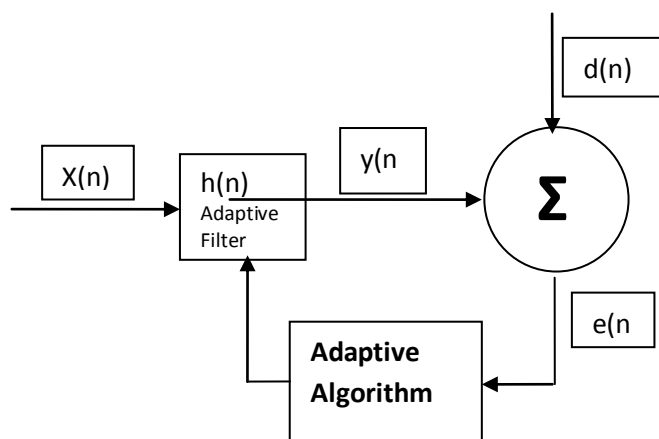 d(n)
X(n)
y(n
h(n)
Adaptive
Filter
Σ
e(n
Adaptive
Algorithm